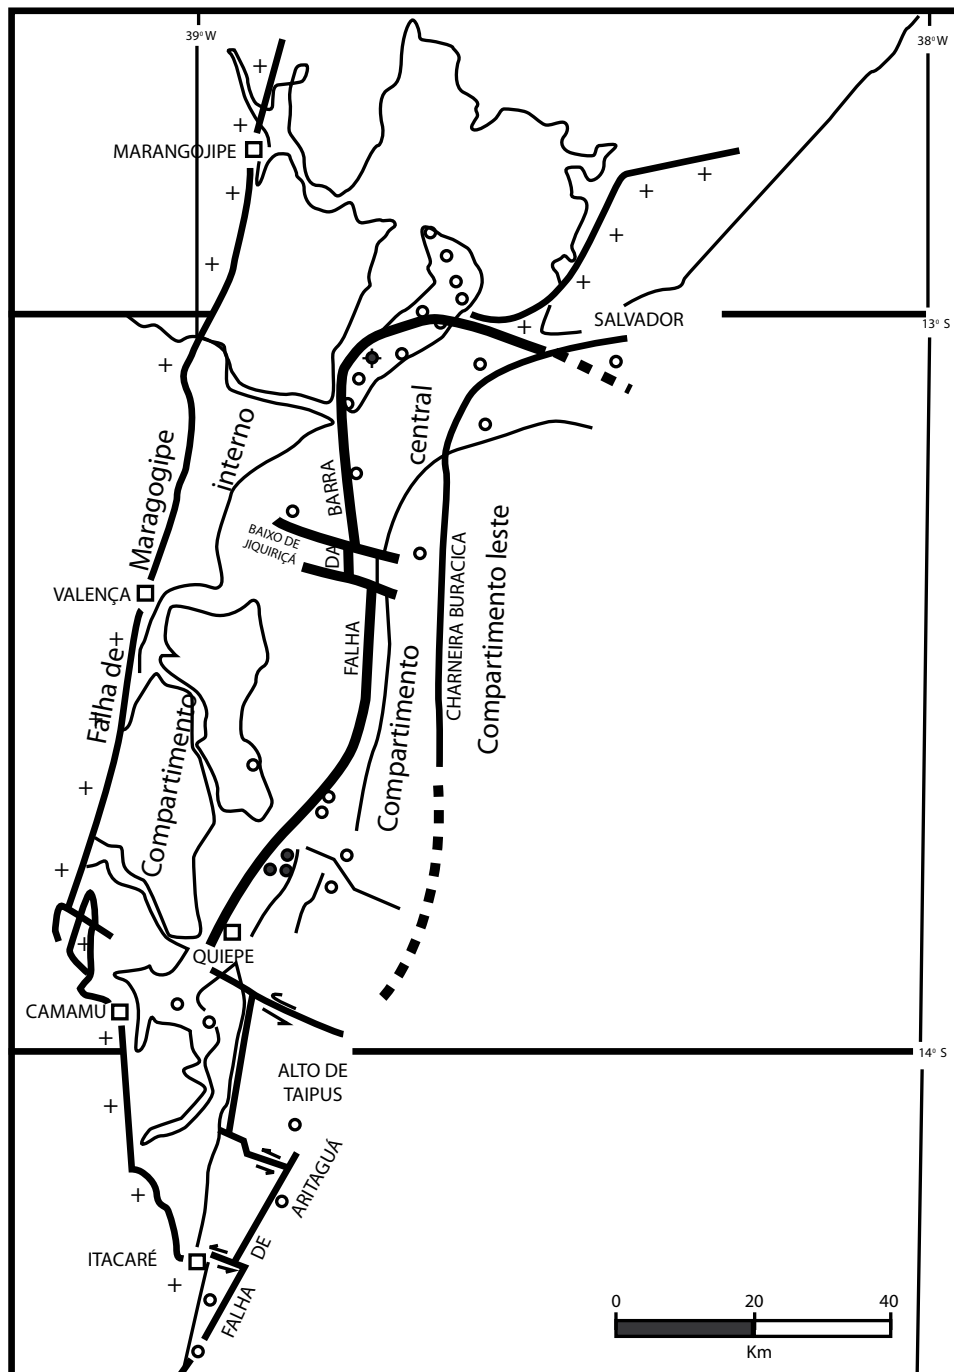 39º W
38º W
MARANGOJIPE
SALVADOR
13º S
Falha de Maragogipe
Compartimento interno
central
Compartimento
FALHA DA BARRA
BAIXO DE
JIQUIRIÇÁ
CHARNEIRA BURACICA
Compartimento leste
VALENÇA
QUIEPE
CAMAMU
14º S
ALTO DE
TAIPUS
FALHA DE ARITAGUÁ
ITACARÉ
0 20 40
Km